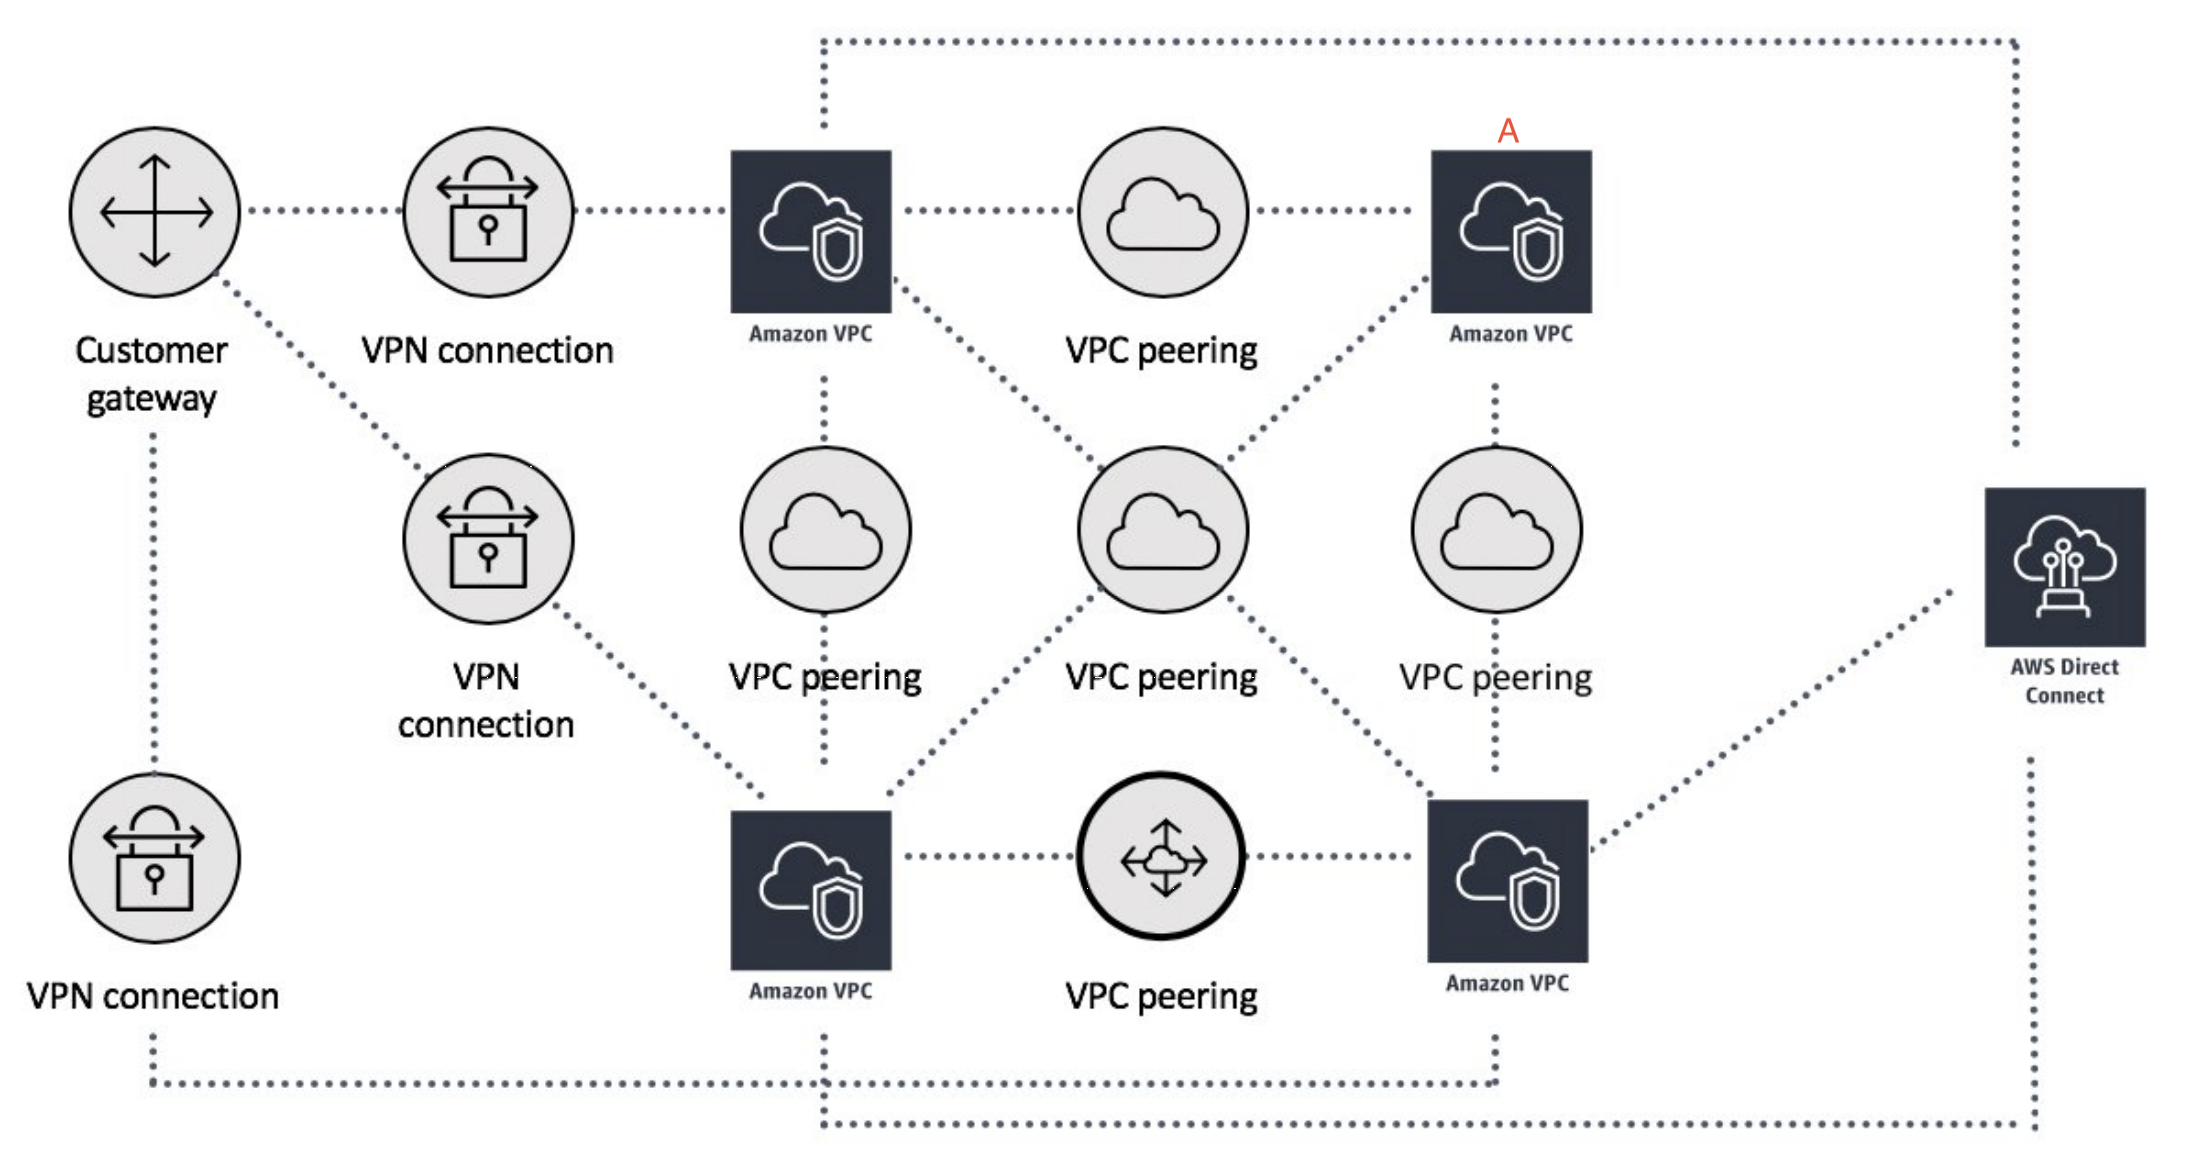 A
Amazon VPC
Amazon VPC
Customer
gateway
VPN connection
VPC peering
VPN
connection
VPC peering
VPC peering
VPC peering
AWS Direct
Connect
VPN connection
Amazon VPC
VPC peering
Amazon VPC